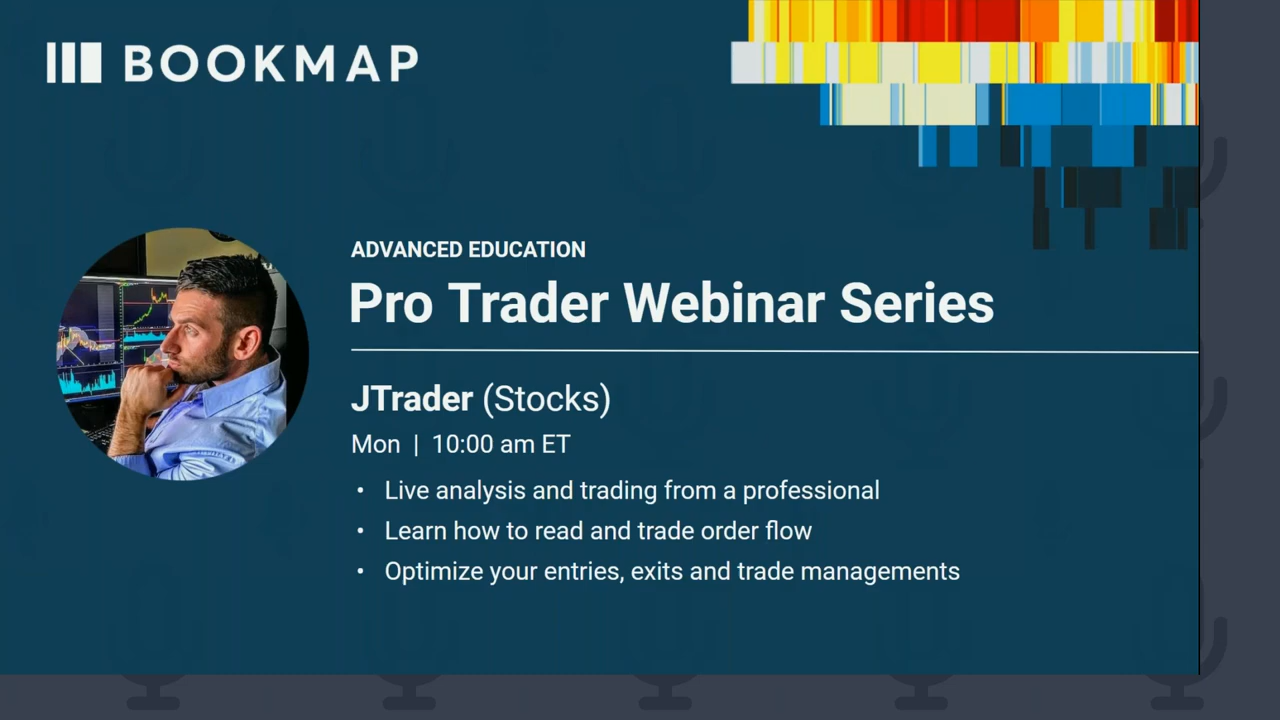 BOOKMAP
ADVANCED EDUCATION
Pro Trader Webinar Series
JTrader (Stocks)
Mon | 10:00 am ET
• Live analysis and trading from a professional
• Learn how to read and trade order flow
• Optimize your entries, exits and trade managements